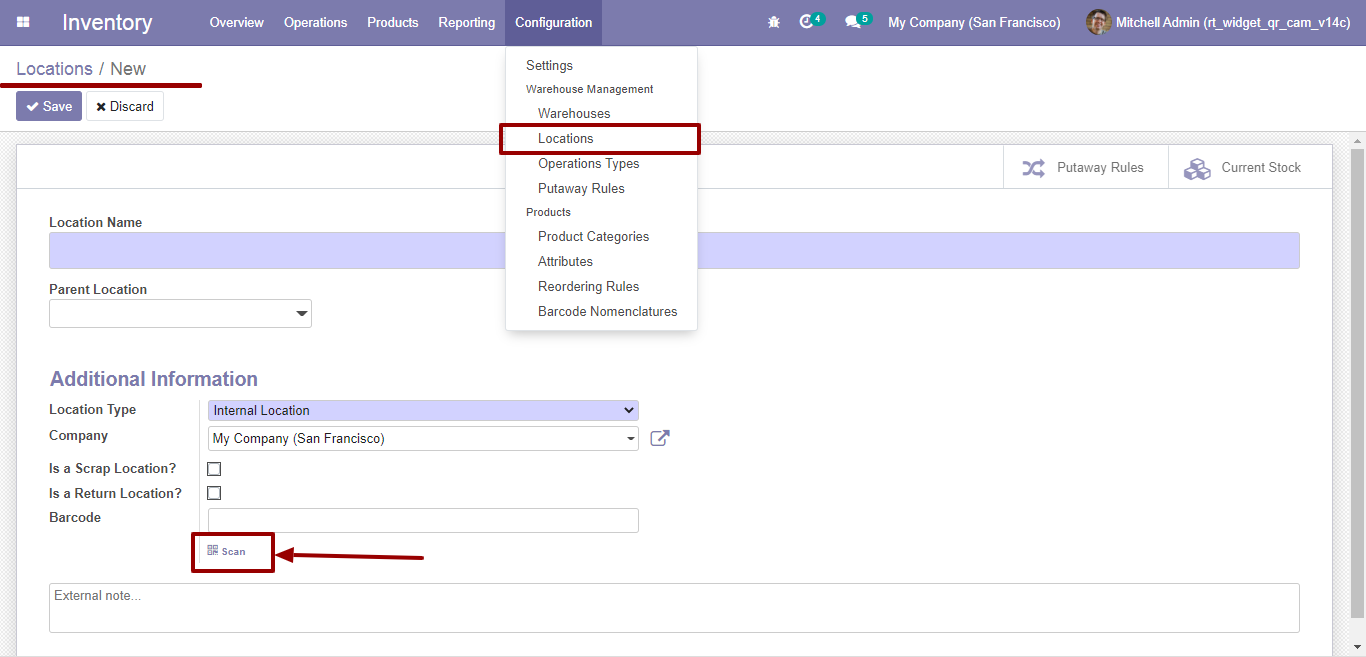 Inventory Overview Operations Products Reporting Configuration 4 5 My Company (San Francisco) Mitchell Admin (rt_widget_qr_cam_v14c)
Locations / New
Save Discard
Settings
Warehouse Management
Warehouses
Locations
Operations Types
Putaway Rules
Products
Product Categories
Attributes
Reordering Rules
Barcode Nomenclatures
Putaway Rules Current Stock
Location Name
Parent Location
Additional Information
Location Type Internal Location
Company My Company (San Francisco)
Is a Scrap Location?
Is a Return Location?
Barcode
Scan
External note...